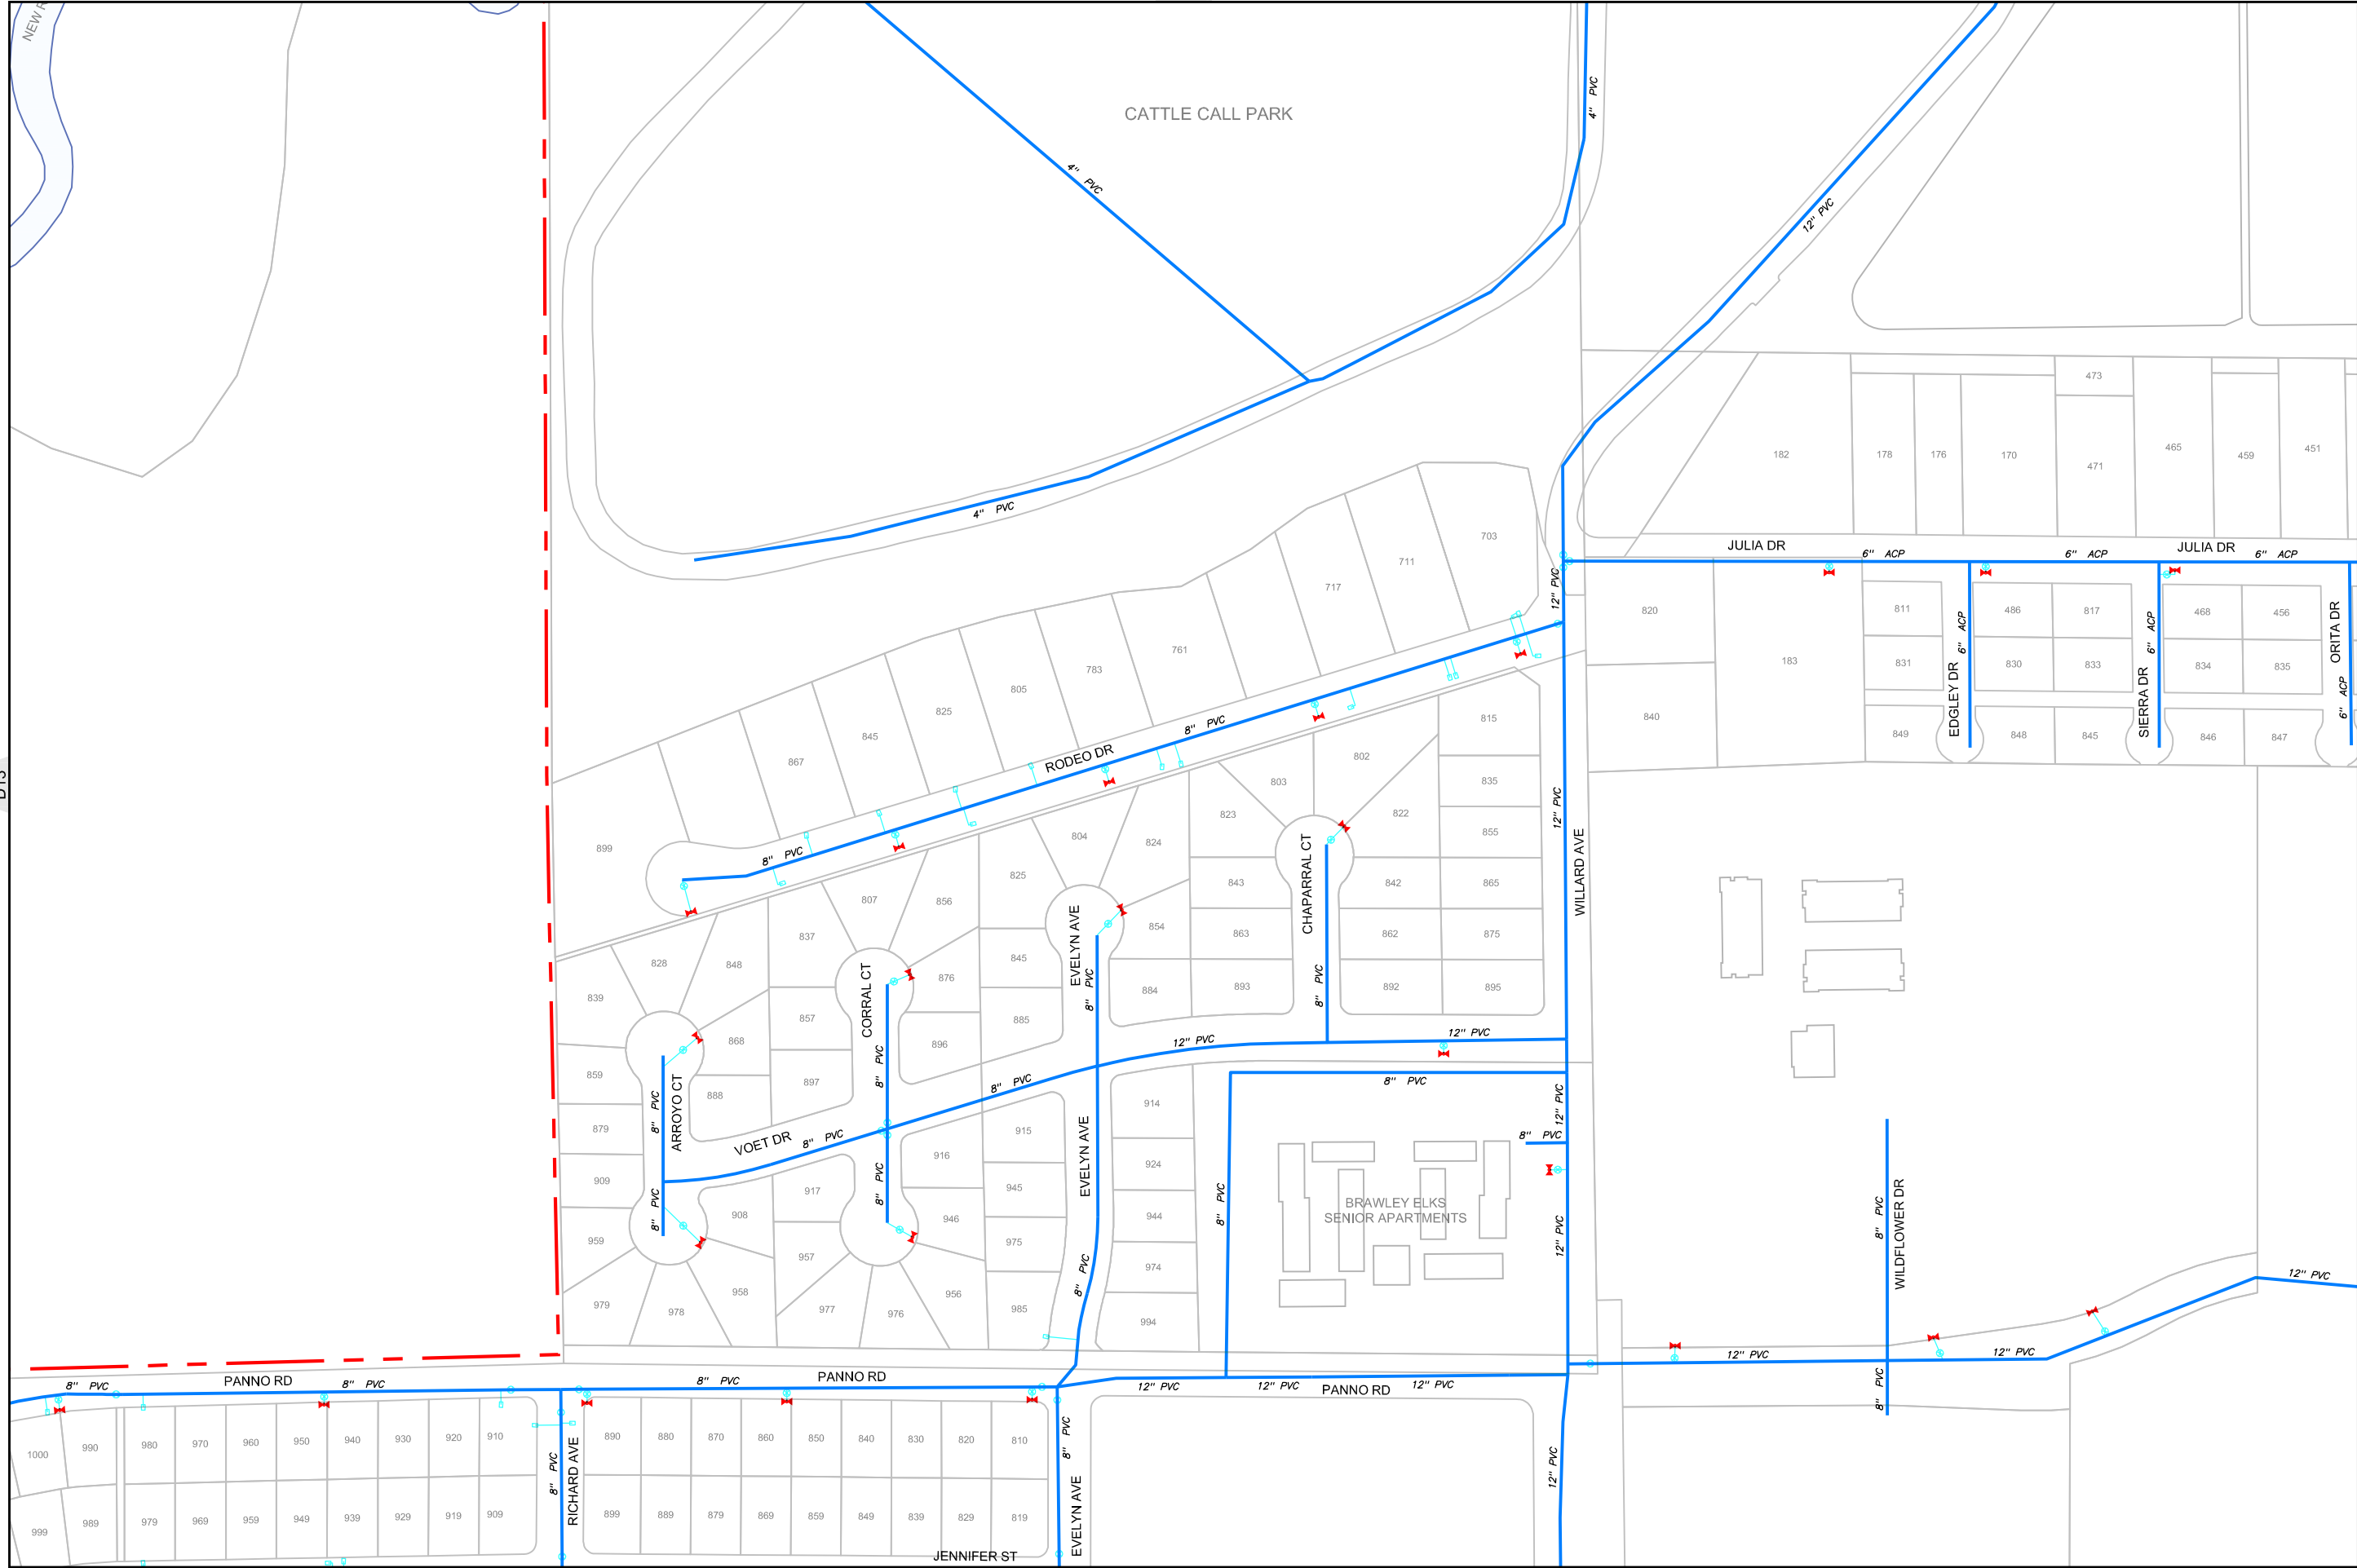 NEW R
CATTLE CALL PARK
4" PVC
4" PVC
12" PVC
4" PVC
473
182
178
176
170
471
465
459
451
703
711
717
761
783
805
825
845
867
899
JULIA DR
JULIA DR
6" ACP
6" ACP
6" ACP
12" PVC
820
840
183
811
831
849
486
817
830
833
848
845
468
456
834
835
846
847
EDGLEY DR
6" ACP
SIERRA DR
6" ACP
ORITA DR
6" ACP
RODEO DR
8" PVC
8" PVC
815
802
803
823
835
822
855
804
824
825
843
842
865
12" PVC
WILLARD AVE
CHAPARRAL CT
8" PVC
807
856
837
854
863
862
875
EVELYN AVE
8" PVC
828
848
845
876
884
893
892
895
839
CORRAL CT
8" PVC
857
885
868
896
859
888
897
12" PVC
12" PVC
8" PVC
ARROYO CT
8" PVC
879
VOET DR
8" PVC
8" PVC
12" PVC
8" PVC
914
915
916
924
909
917
945
946
944
908
8" PVC
8" PVC
EVELYN AVE
8" PVC
BRAWLEY ELKS
SENIOR APARTMENTS
12" PVC
959
957
975
974
979
978
958
977
976
956
985
994
8" PVC
8" PVC
WILDFLOWER DR
12" PVC
12" PVC
12" PVC
8" PVC
8" PVC
PANNO RD
8" PVC
8" PVC
PANNO RD
12" PVC
12" PVC
PANNO RD
12" PVC
1000
990
980
970
960
950
940
930
920
910
890
880
870
860
850
840
830
820
810
8" PVC
RICHARD AVE
8" PVC
EVELYN AVE
12" PVC
999
989
979
969
959
949
939
929
919
909
899
889
879
869
859
849
839
829
819
JENNIFER ST